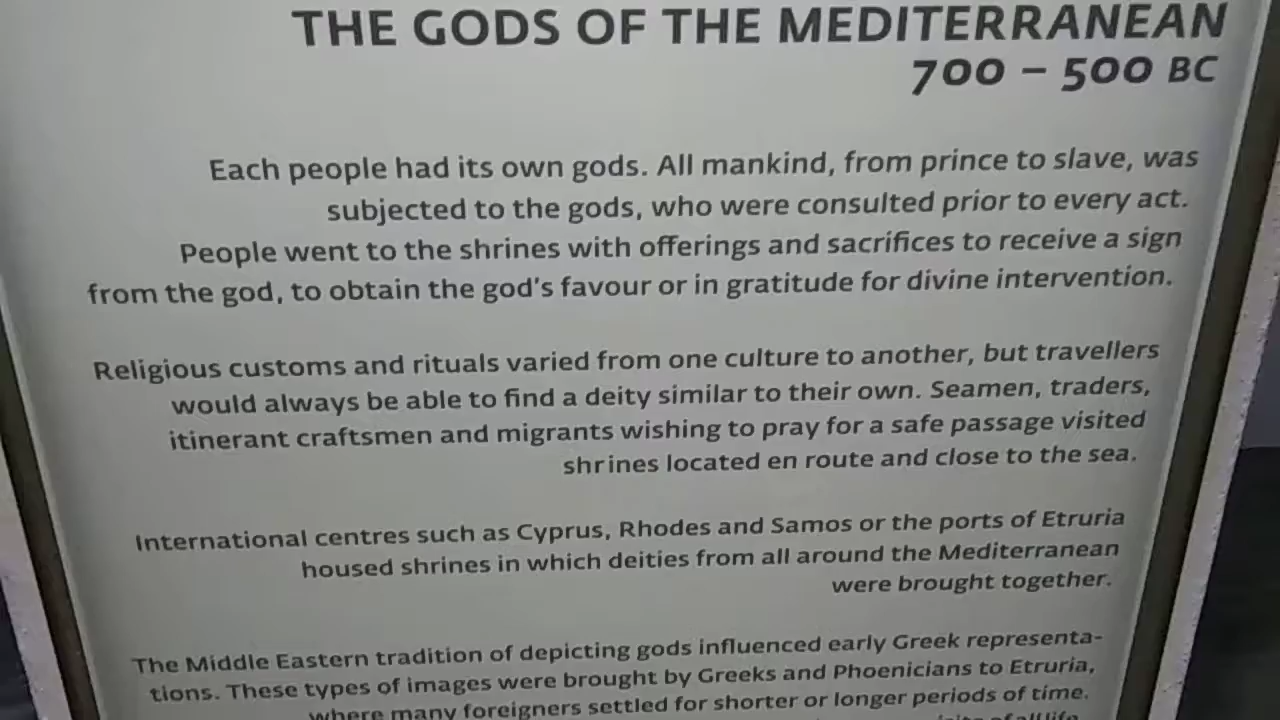 THE GODS OF THE MEDITERRANEAN
700 – 500 BC
Each people had its own gods. All mankind, from prince to slave, was
subjected to the gods, who were consulted prior to every act.
People went to the shrines with offerings and sacrifices to receive a sign
from the god, to obtain the god's favour or in gratitude for divine intervention.
Religious customs and rituals varied from one culture to another, but travellers
would always be able to find a deity similar to their own. Seamen, traders,
itinerant craftsmen and migrants wishing to pray for a safe passage visited
shrines located en route and close to the sea.
International centres such as Cyprus, Rhodes and Samos or the ports of Etruria
housed shrines in which deities from all around the Mediterranean
were brought together.
The Middle Eastern tradition of depicting gods influenced early Greek representa-
tions. These types of images were brought by Greeks and Phoenicians to Etruria,
where many foreigners settled for shorter or longer periods of time.